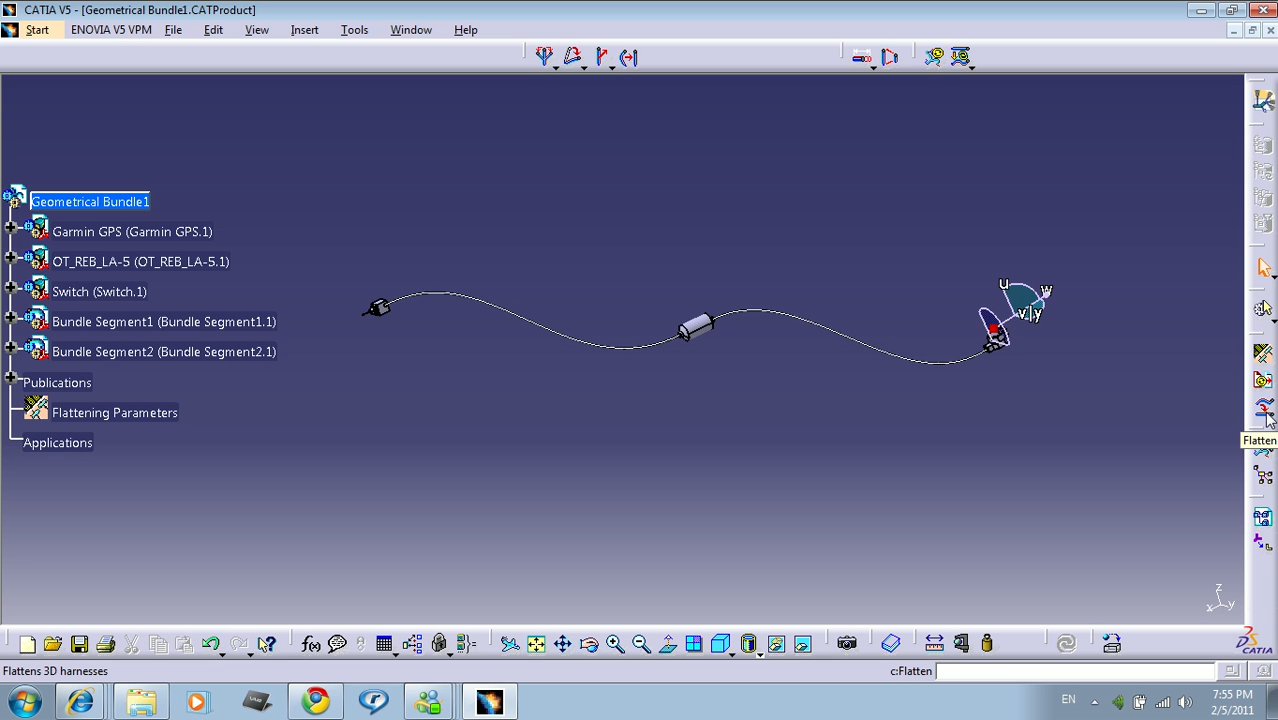 CATIA V5 - [Geometrical Bundle1.CATProduct]
Start ENOVIA V5 VPM File Edit View Insert Tools Window Help
Geometrical Bundle1
Garmin GPS (Garmin GPS.1)
OT_REB_LA-5 (OT_REB_LA-5.1)
Switch (Switch.1)
Bundle Segment1 (Bundle Segment1.1)
Bundle Segment2 (Bundle Segment2.1)
Publications
Flattening Parameters
Applications
u
w
v|y
Flatten
z
x y
f(x)
CATIA
Flattens 3D harnesses
c:Flatten
EN
7:55 PM
2/5/2011